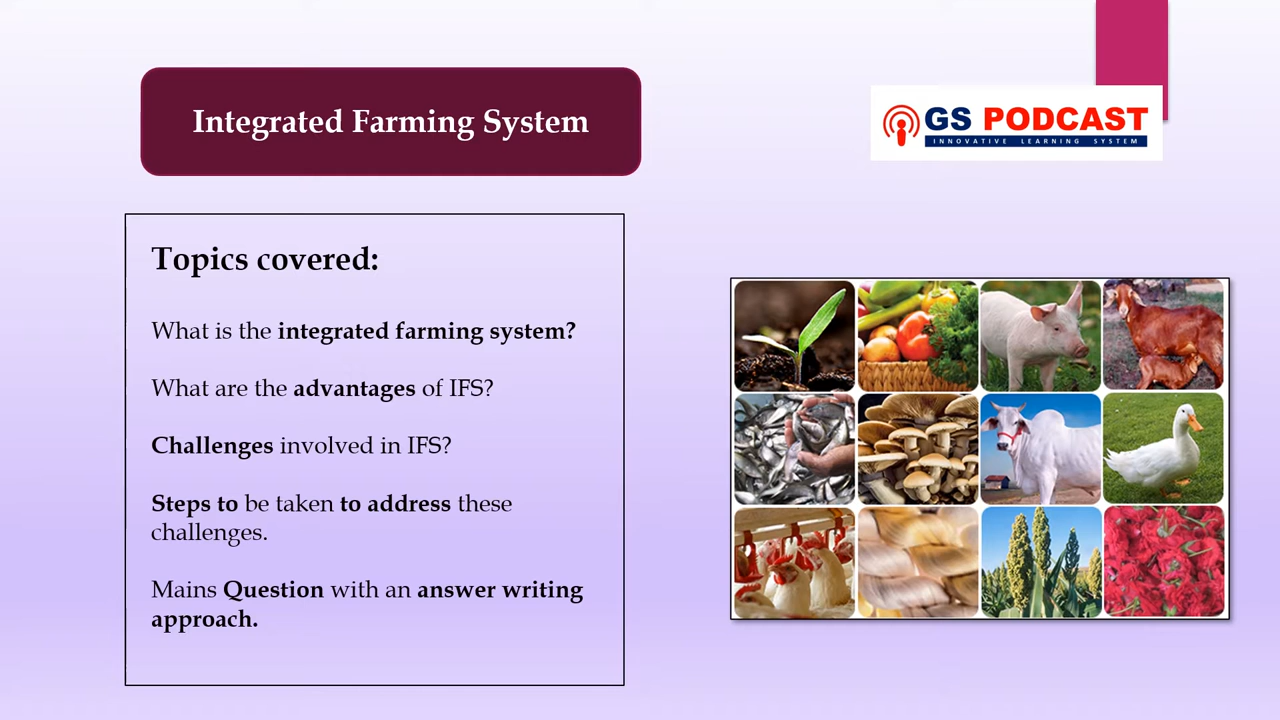 Integrated Farming System
GS PODCAST
INNOVATIVE LEARNING SYSTEM
Topics covered:
What is the integrated farming system?
What are the advantages of IFS?
Challenges involved in IFS?
Steps to be taken to address these
challenges.
Mains Question with an answer writing
approach.